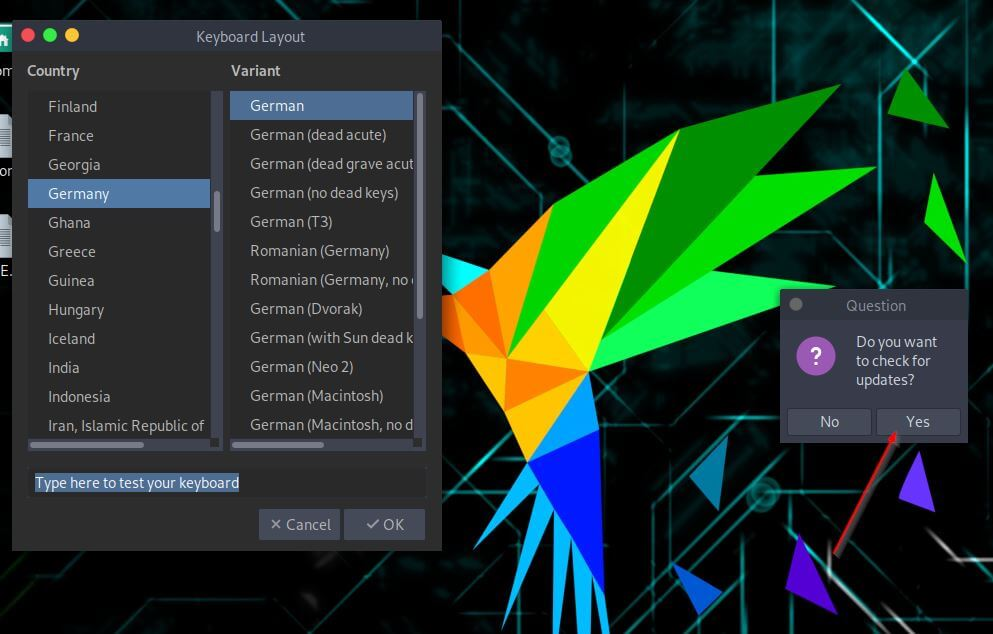 Keyboard Layout
Country
Variant
Finland
France
Georgia
Germany
Ghana
Greece
Guinea
Hungary
Iceland
India
Indonesia
Iran, Islamic Republic of
German
German (dead acute)
German (dead grave acut
German (no dead keys)
German (T3)
Romanian (Germany)
Romanian (Germany, no
German (Dvorak)
German (with Sun dead k
German (Neo 2)
German (Macintosh)
German (Macintosh, no d
Type here to test your keyboard
Cancel
OK
Question
?
Do you want
to check for
updates?
No
Yes
E.